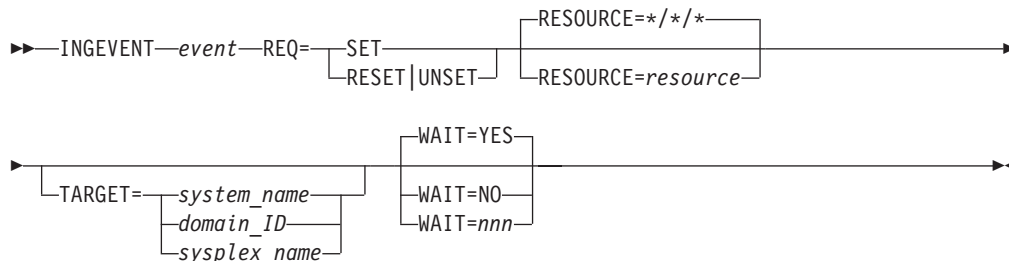 RESOURCE=*/*/*
INGEVENT event REQ= SET
RESET|UNSET
RESOURCE=resource
WAIT=YES
TARGET= system_name
WAIT=NO
domain_ID
WAIT=nnn
sysplex_name